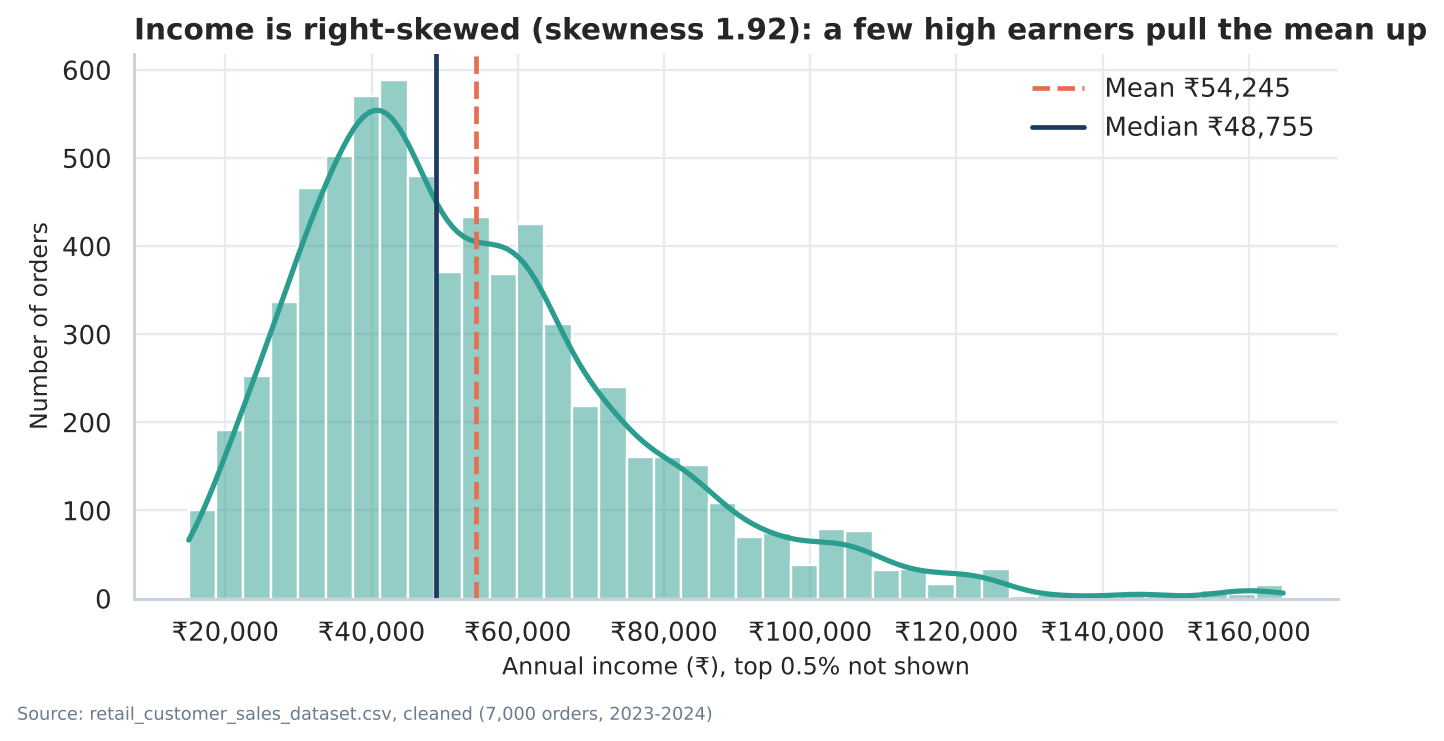 Income is right-skewed (skewness 1.92): a few high earners pull the mean up
Mean ₹54,245
Median ₹48,755
Number of orders
600
500
400
300
200
100
0
₹20,000 ₹40,000 ₹60,000 ₹80,000 ₹100,000 ₹120,000 ₹140,000 ₹160,000
Annual income (₹), top 0.5% not shown
Source: retail_customer_sales_dataset.csv, cleaned (7,000 orders, 2023-2024)